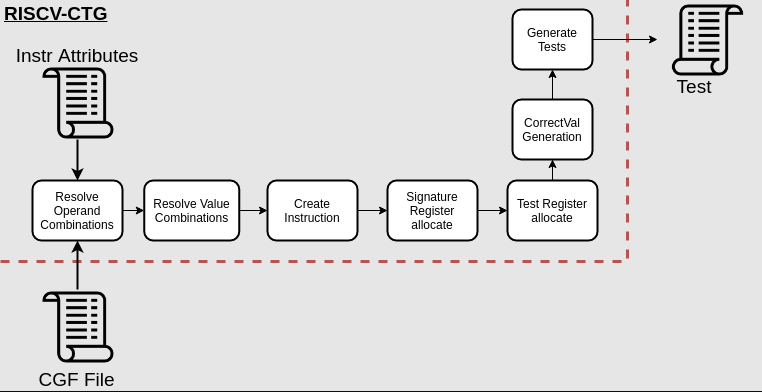 RISCV-CTG
Instr Attributes
Generate
Tests
Test
CorrectVal
Generation
Resolve
Operand
Combinations
Resolve Value
Combinations
Create
Instruction
Signature
Register
allocate
Test Register
allocate
CGF File